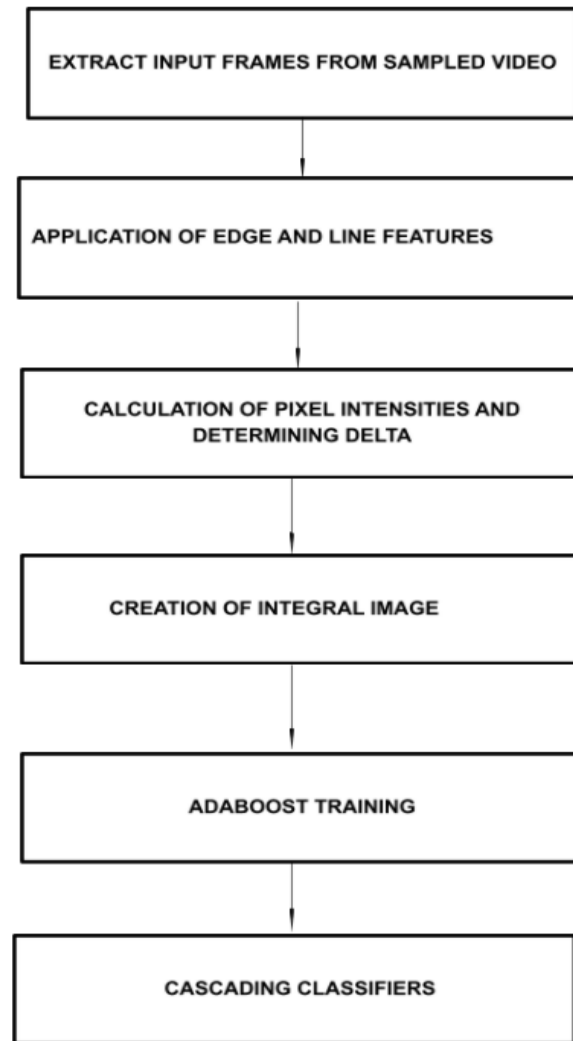 EXTRACT INPUT FRAMES FROM SAMPLED VIDEO
APPLICATION OF EDGE AND LINE FEATURES
CALCULATION OF PIXEL INTENSITIES AND
DETERMINING DELTA
CREATION OF INTEGRAL IMAGE
ADABOOST TRAINING
CASCADING CLASSIFIERS